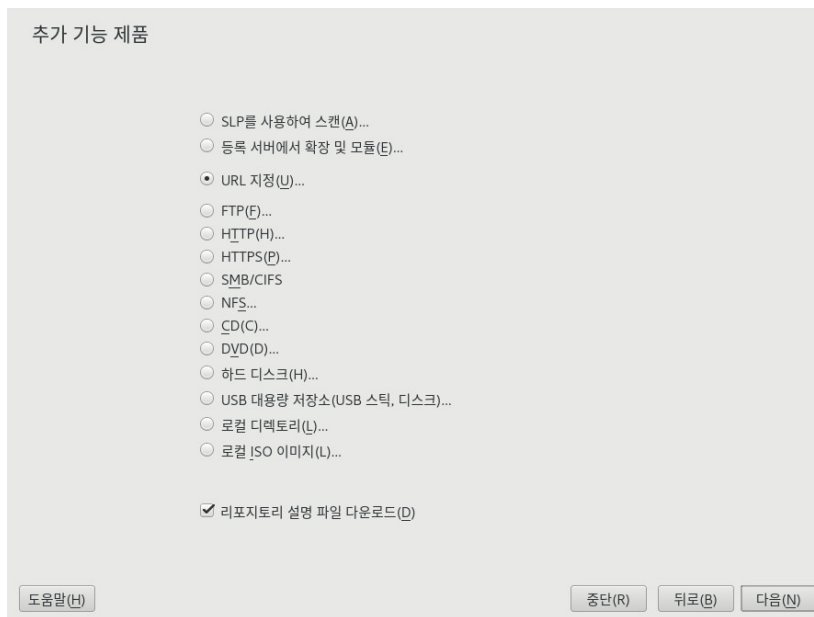 추가 기능 제품
SLP를 사용하여 스캔(A)...
등록 서버에서 확장 및 모듈(E)...
URL 지정(U)...
FTP(F)...
HTTP(H)...
HTTPS(P)...
SMB/CIFS
NFS...
CD(C)...
DVD(D)...
하드 디스크(H)...
USB 대용량 저장소(USB 스틱, 디스크)...
로컬 디렉토리(L)...
로컬 ISO 이미지(L)...
리포지토리 설명 파일 다운로드(D)
도움말(H) 중단(R) 뒤로(B) 다음(N)